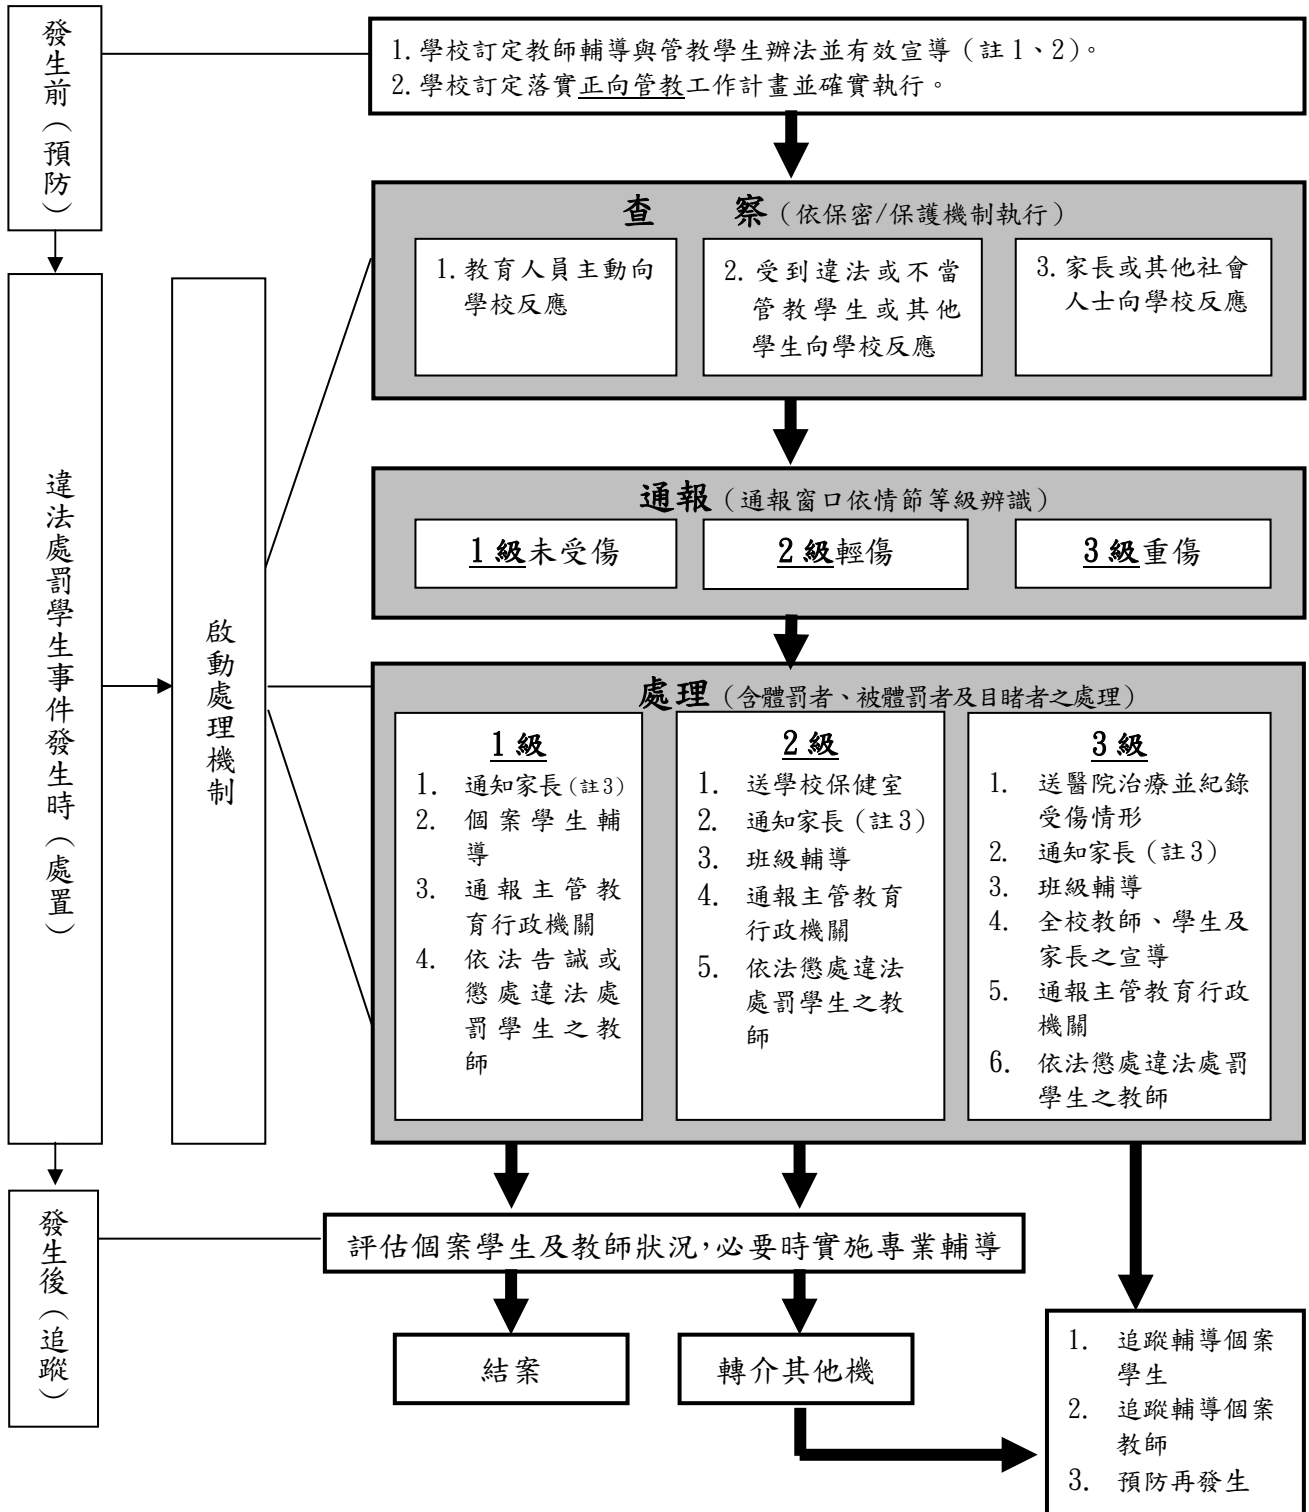 發生前（預防）
1.學校訂定教師輔導與管教學生辦法並有效宣導（註1、2）。
2.學校訂定落實正向管教工作計畫並確實執行。
查　察（依保密/保護機制執行）
1.教育人員主動向
學校反應
2.受到違法或不當
管教學生或其他
學生向學校反應
3.家長或其他社會
人士向學校反應
違法處罰學生事件發生時（處置）
啟動處理機制
通報（通報窗口依情節等級辨識）
1級未受傷
2級輕傷
3級重傷
處理（含體罰者、被體罰者及目睹者之處理）
1級
1. 通知家長(註3)
2. 個案學生輔
導
3. 通報主管教
育行政機關
4. 依法告誡或
懲處違法處
罰學生之教
師
2級
1. 送學校保健室
2. 通知家長(註3)
3. 班級輔導
4. 通報主管教育
行政機關
5. 依法懲處違法
處罰學生之教
師
3級
1. 送醫院治療並紀錄
受傷情形
2. 通知家長(註3)
3. 班級輔導
4. 全校教師、學生及
家長之宣導
5. 通報主管教育行政
機關
6. 依法懲處違法處罰
學生之教師
發生後（追蹤）
評估個案學生及教師狀況,必要時實施專業輔導
結案
轉介其他機
1. 追蹤輔導個案
學生
2. 追蹤輔導個案
教師
3. 預防再發生